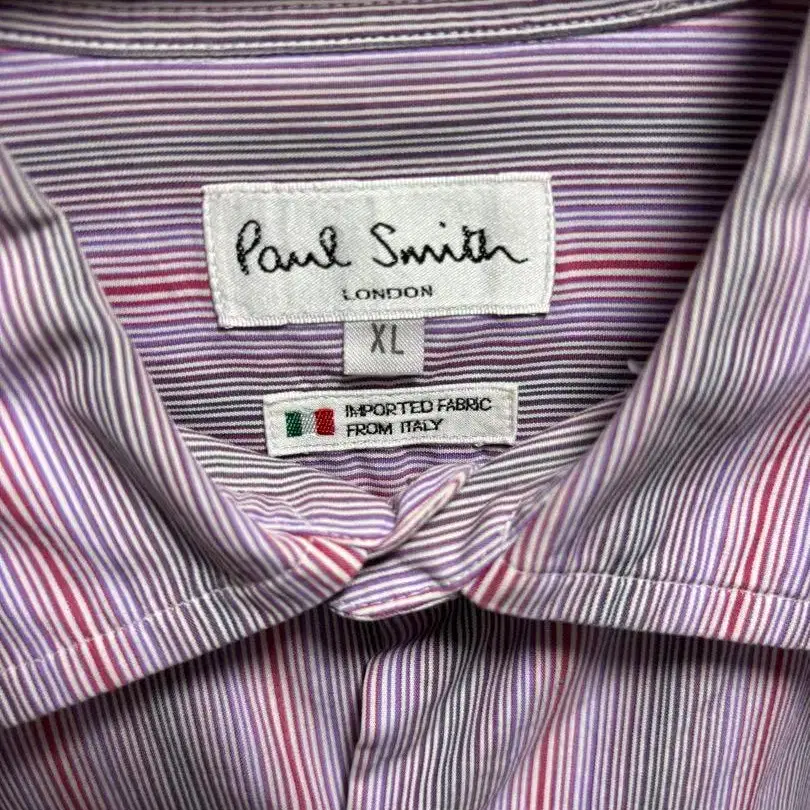 Paul Smith
LONDON
XL
IMPORTED FABRIC
FROM ITALY